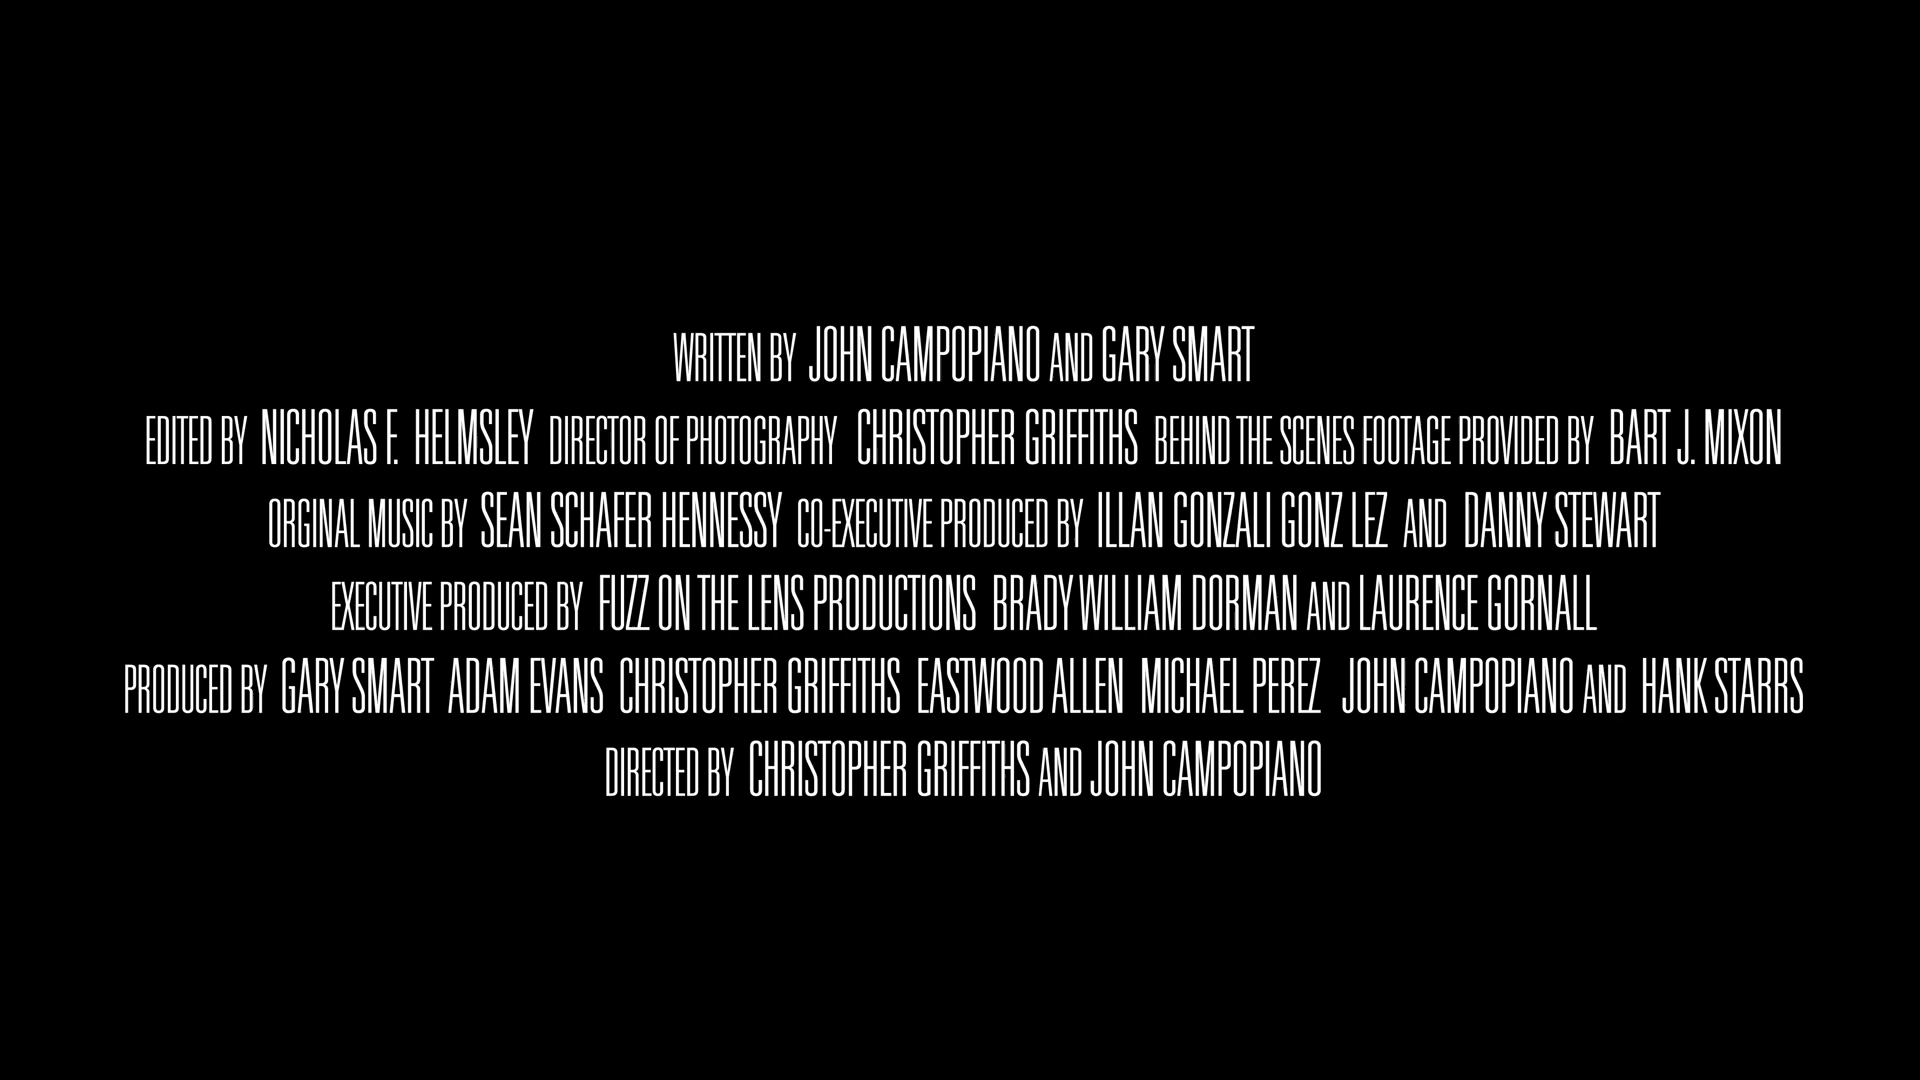 WRITTEN BY JOHN CAMPOPIANO AND GARY SMART
EDITED BY NICHOLAS F. HELMSLEY DIRECTOR OF PHOTOGRAPHY CHRISTOPHER GRIFFITHS BEHIND THE SCENES FOOTAGE PROVIDED BY BART J. MIXON
ORGINAL MUSIC BY SEAN SCHAFER HENNESSY CO-EXECUTIVE PRODUCED BY ILLAN GONZALI GONZ LEZ AND DANNY STEWART
EXECUTIVE PRODUCED BY FUZZ ON THE LENS PRODUCTIONS BRADY WILLIAM DORMAN AND LAURENCE GORNALL
PRODUCED BY GARY SMART ADAM EVANS CHRISTOPHER GRIFFITHS EASTWOOD ALLEN MICHAEL PEREZ JOHN CAMPOPIANO AND HANK STARRS
DIRECTED BY CHRISTOPHER GRIFFITHS AND JOHN CAMPOPIANO